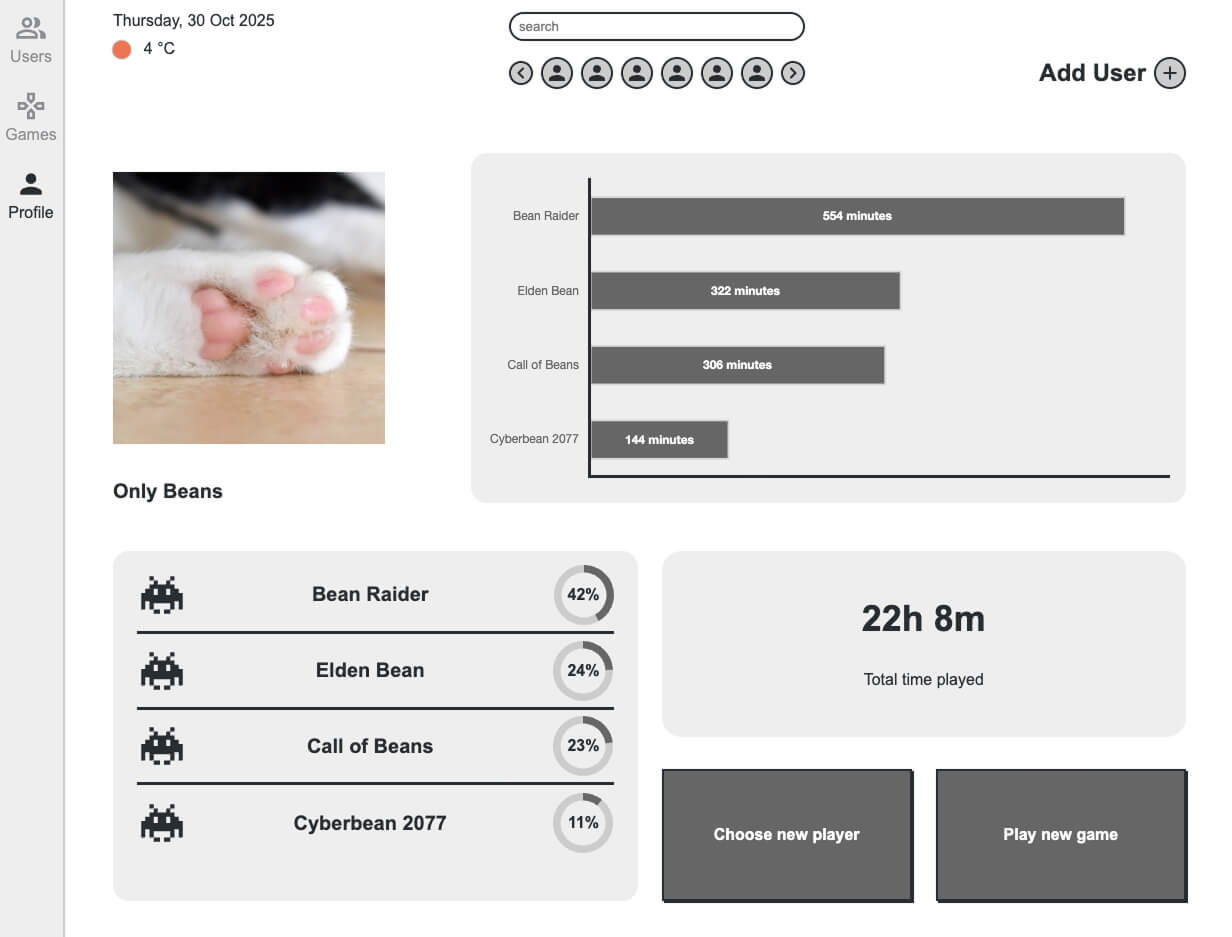 Users
Games
Profile
Thursday, 30 Oct 2025
4 °C
search
Add User
Only Beans
Bean Raider
554 minutes
Elden Bean
322 minutes
Call of Beans
306 minutes
Cyberbean 2077
144 minutes
Bean Raider
42%
Elden Bean
24%
Call of Beans
23%
Cyberbean 2077
11%
22h 8m
Total time played
Choose new player
Play new game